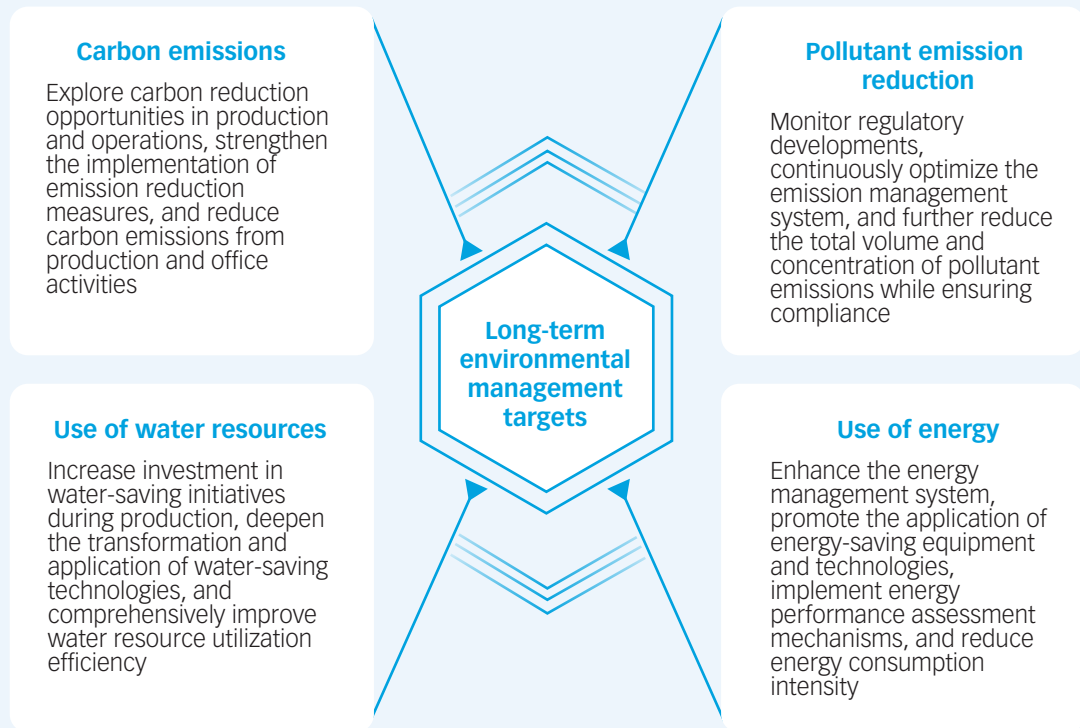 Carbon emissions
Explore carbon reduction
opportunities in production
and operations, strengthen
the implementation of
emission reduction
measures, and reduce
carbon emissions from
production and office
activities
Pollutant emission
reduction
Monitor regulatory
developments,
continuously optimize the
emission management
system, and further reduce
the total volume and
concentration of pollutant
emissions while ensuring
compliance
Long-term
environmental
management
targets
Use of water resources
Increase investment in
water-saving initiatives
during production, deepen
the transformation and
application of water-saving
technologies, and
comprehensively improve
water resource utilization
efficiency
Use of energy
Enhance the energy
management system,
promote the application of
energy-saving equipment
and technologies,
implement energy
performance assessment
mechanisms, and reduce
energy consumption
intensity